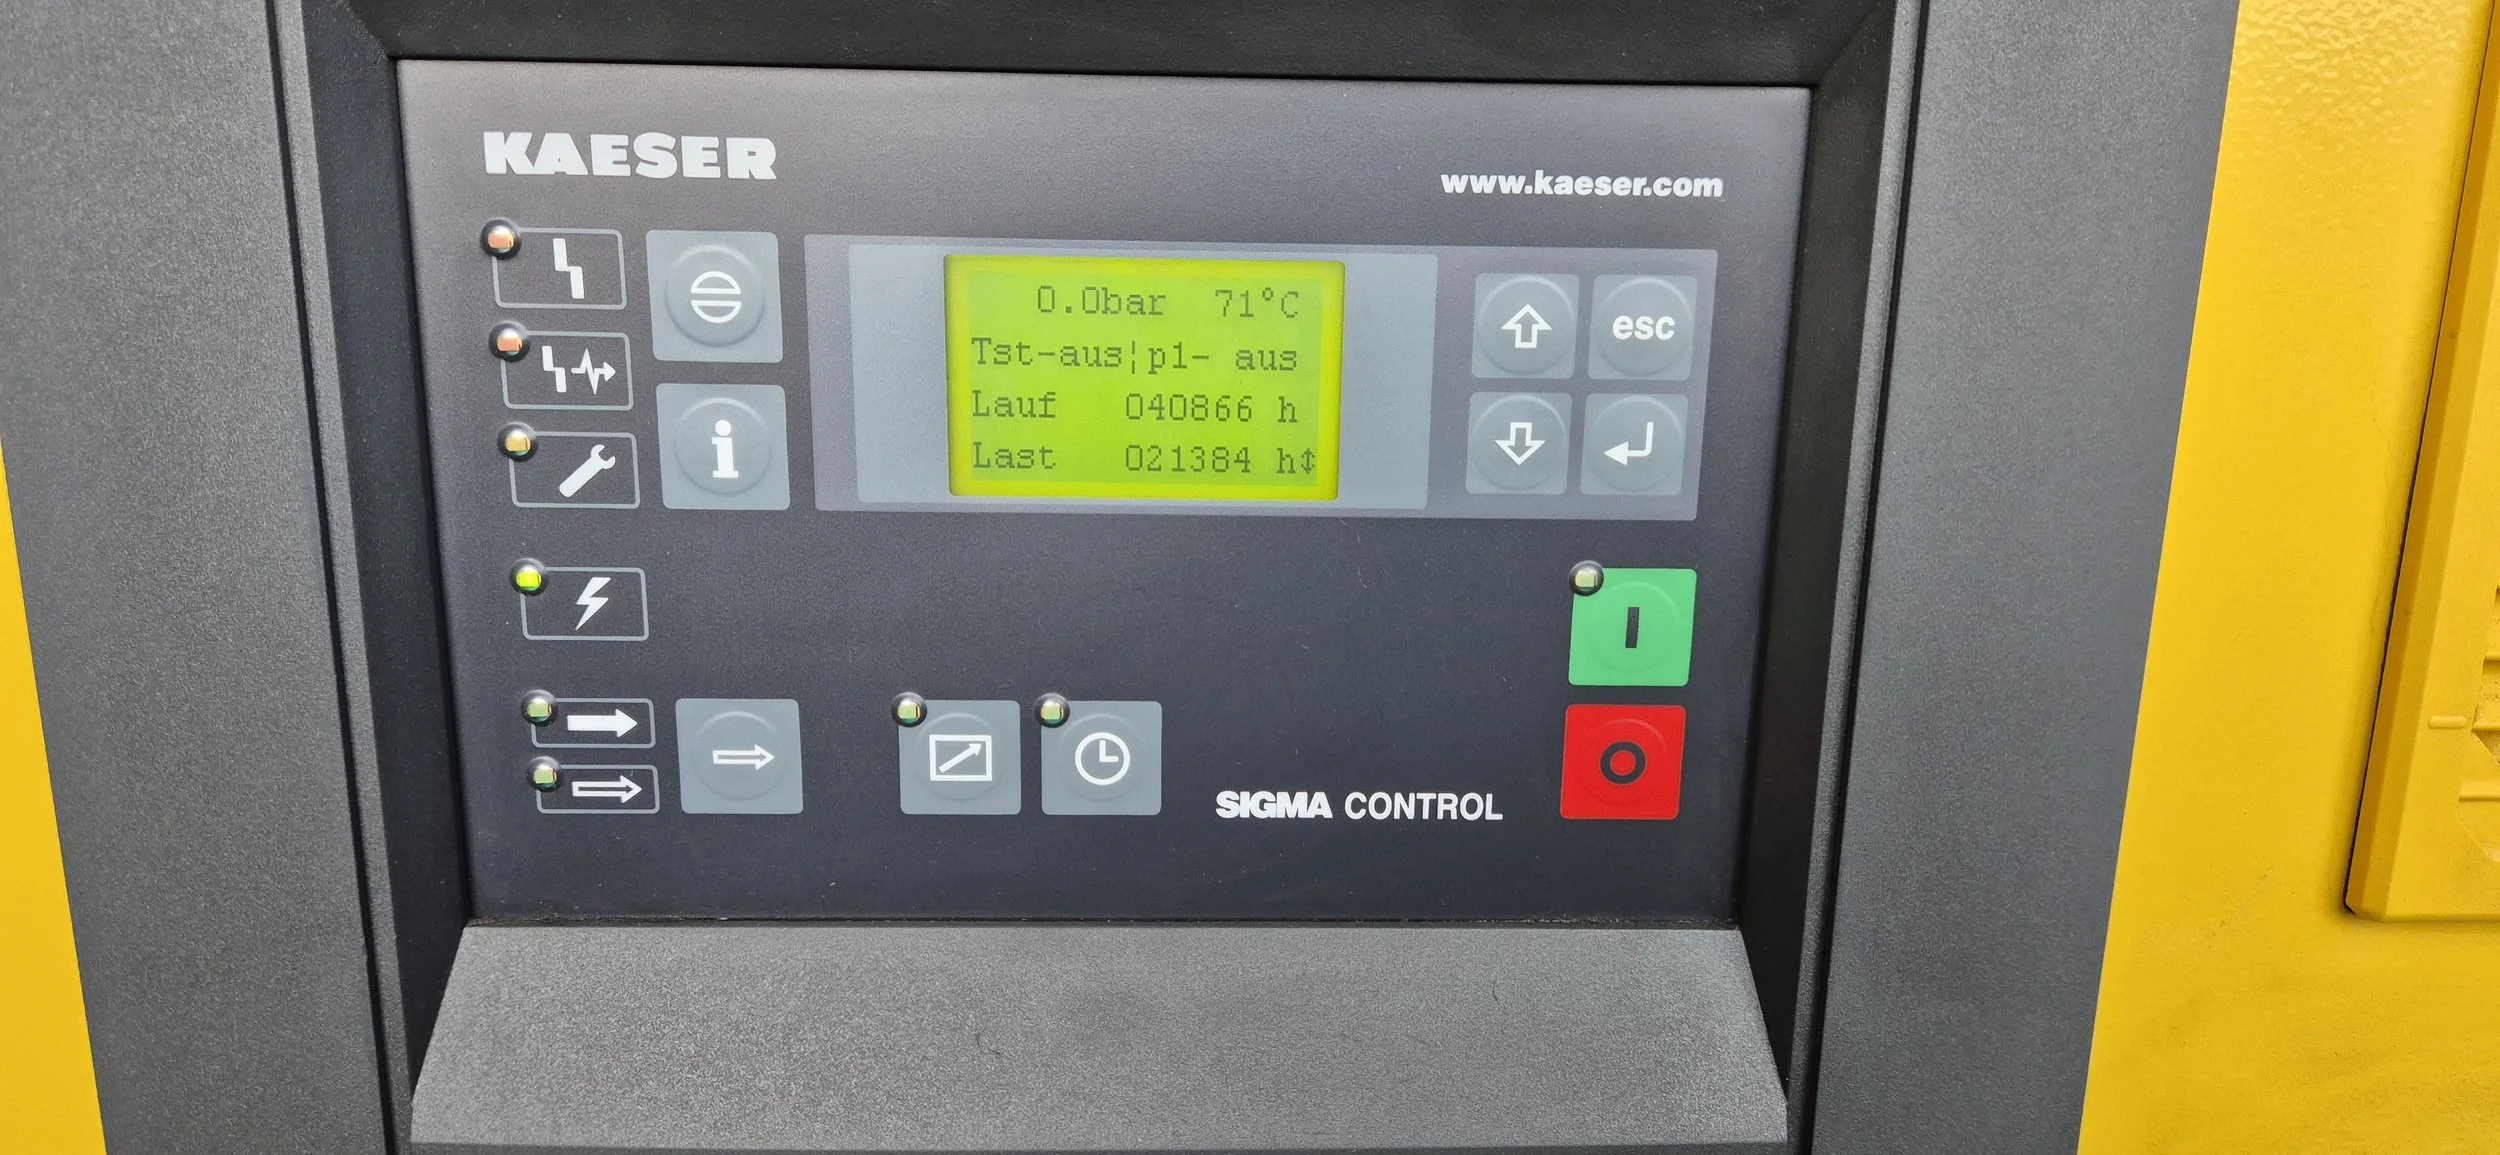 KAESER
www.kaeser.com
0.0bar 71°C
Tst-aus¦p1- aus
Lauf 040866 h
Last 021384 h↕
esc
i
I
O
SIGMA CONTROL